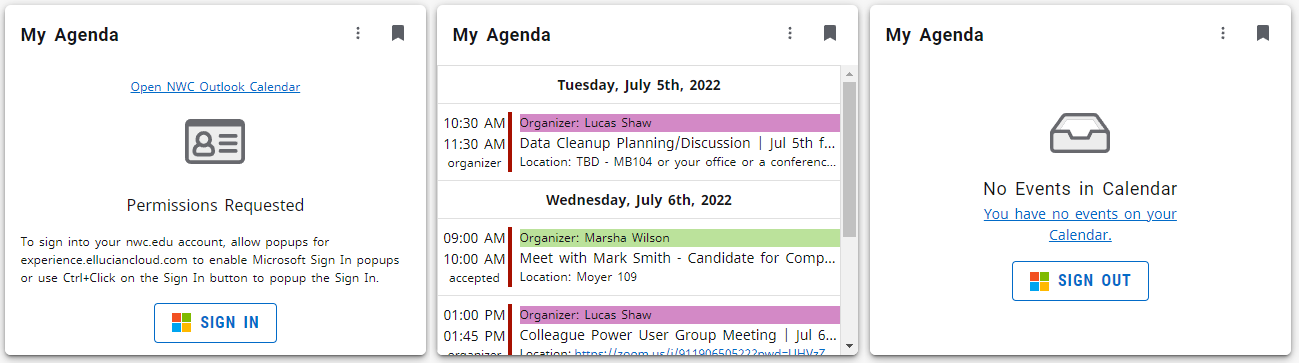 My Agenda
Open NWC Outlook Calendar
Permissions Requested
To sign into your nwc.edu account, allow popups for
experience.elluciancloud.com to enable Microsoft Sign In popups
or use Ctrl+Click on the Sign In button to popup the Sign In.
SIGN IN
My Agenda
Tuesday, July 5th, 2022
10:30 AM Organizer: Lucas Shaw
11:30 AM Data Cleanup Planning/Discussion | Jul 5th f...
organizer Location: TBD - MB104 or your office or a conferenc...
Wednesday, July 6th, 2022
09:00 AM Organizer: Marsha Wilson
10:00 AM Meet with Mark Smith - Candidate for Comp...
accepted Location: Moyer 109
01:00 PM Organizer: Lucas Shaw
01:45 PM Colleague Power User Group Meeting | Jul 6...
organizer Location: https://zoom.us/j/91190650522?pwd=UHVzZ...
My Agenda
No Events in Calendar
You have no events on your
Calendar.
SIGN OUT